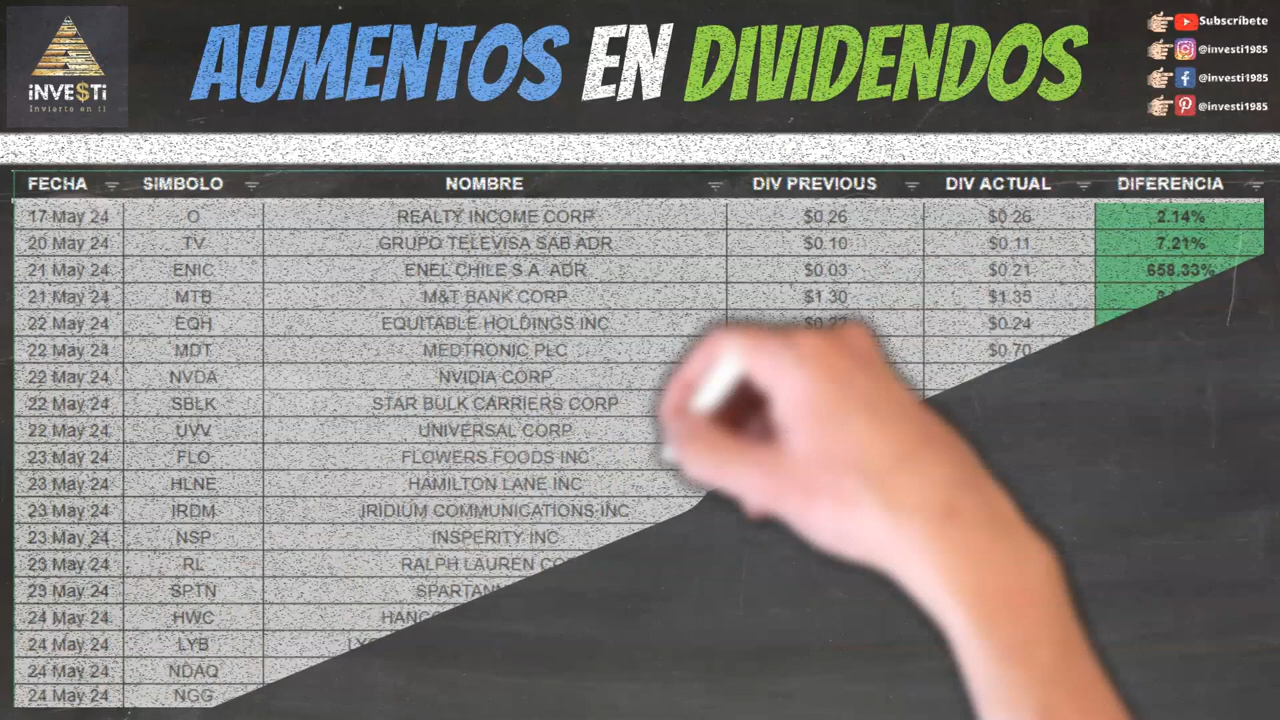 iNVE$Ti
Invierto en ti
AUMENTOS EN DIVIDENDOS
Subscríbete
@investi1985
@investi1985
@investi1985
FECHA SIMBOLO NOMBRE DIV PREVIOUS DIV ACTUAL DIFERENCIA
17 May 24 O REALTY INCOME CORP $0.26 $0.26 2.14%
20 May 24 TV GRUPO TELEVISA SAB ADR $0.10 $0.11 7.21%
21 May 24 ENIC ENEL CHILE S A ADR $0.03 $0.21 658.33%
21 May 24 MTB M&T BANK CORP $1.30 $1.35
22 May 24 EQH EQUITABLE HOLDINGS INC $0.22 $0.24
22 May 24 MDT MEDTRONIC PLC $0.70
22 May 24 NVDA NVIDIA CORP
22 May 24 SBLK STAR BULK CARRIERS CORP
22 May 24 UVV UNIVERSAL CORP
23 May 24 FLO FLOWERS FOODS INC
23 May 24 HLNE HAMILTON LANE INC
23 May 24 IRDM IRIDIUM COMMUNICATIONS INC
23 May 24 NSP INSPERITY INC
23 May 24 RL RALPH LAUREN
23 May 24 SPTN
24 May 24 HWC
24 May 24 LYB
24 May 24 NDAQ
24 May 24 NGG